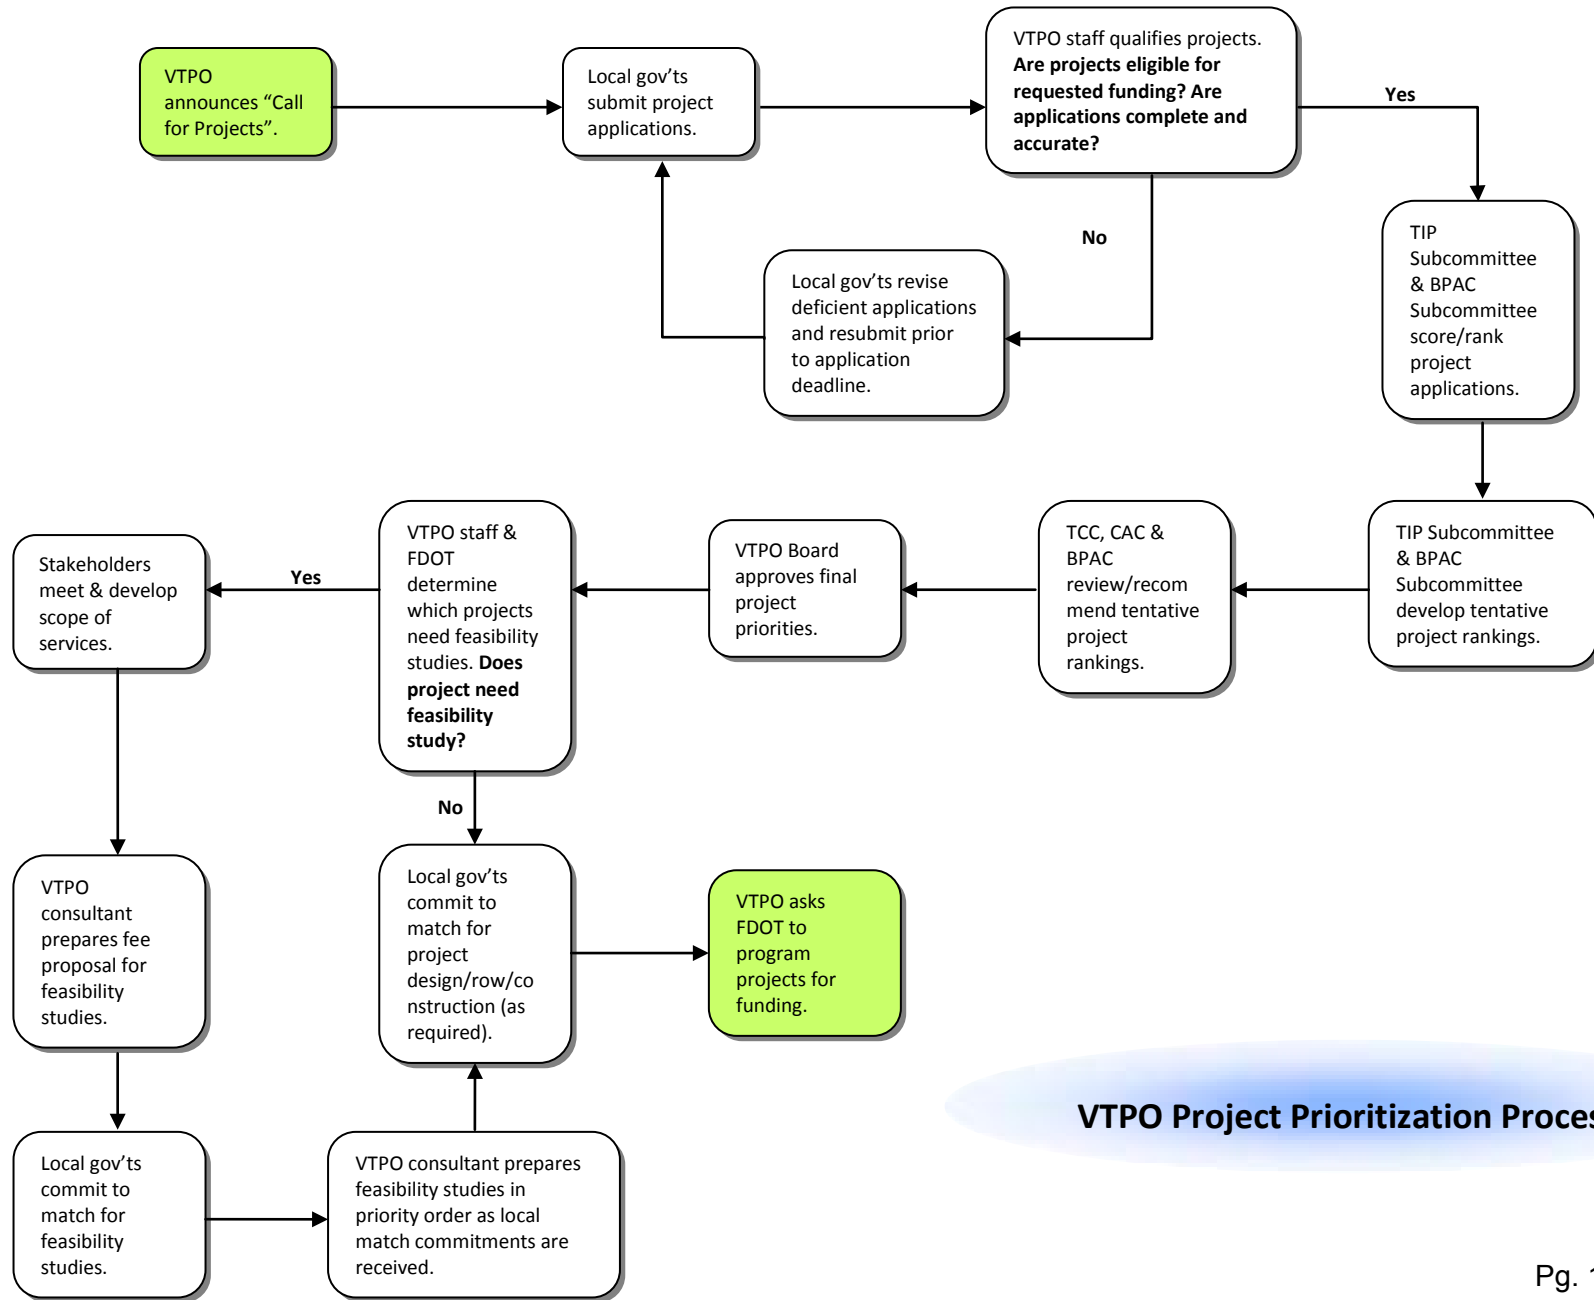 VTPO
announces “Call
for Projects”.
Local gov’ts
submit project
applications.
VTPO staff qualifies projects.
Are projects eligible for
requested funding? Are
applications complete and
accurate?
Yes
No
Local gov’ts revise
deficient applications
and resubmit prior
to application
deadline.
TIP
Subcommittee
& BPAC
Subcommittee
score/rank
project
applications.
TIP Subcommittee
& BPAC
Subcommittee
develop tentative
project rankings.
TCC, CAC &
BPAC
review/recom
mend tentative
project
rankings.
VTPO Board
approves final
project
priorities.
VTPO staff &
FDOT
determine
which projects
need feasibility
studies. Does
project need
feasibility
study?
Yes
No
Stakeholders
meet & develop
scope of
services.
VTPO
consultant
prepares fee
proposal for
feasibility
studies.
Local gov’ts
commit to
match for
feasibility
studies.
VTPO consultant prepares
feasibility studies in
priority order as local
match commitments are
received.
Local gov’ts
commit to
match for
project
design/row/co
nstruction (as
required).
VTPO asks
FDOT to
program
projects for
funding.
VTPO Project Prioritization Proces
Pg. 1